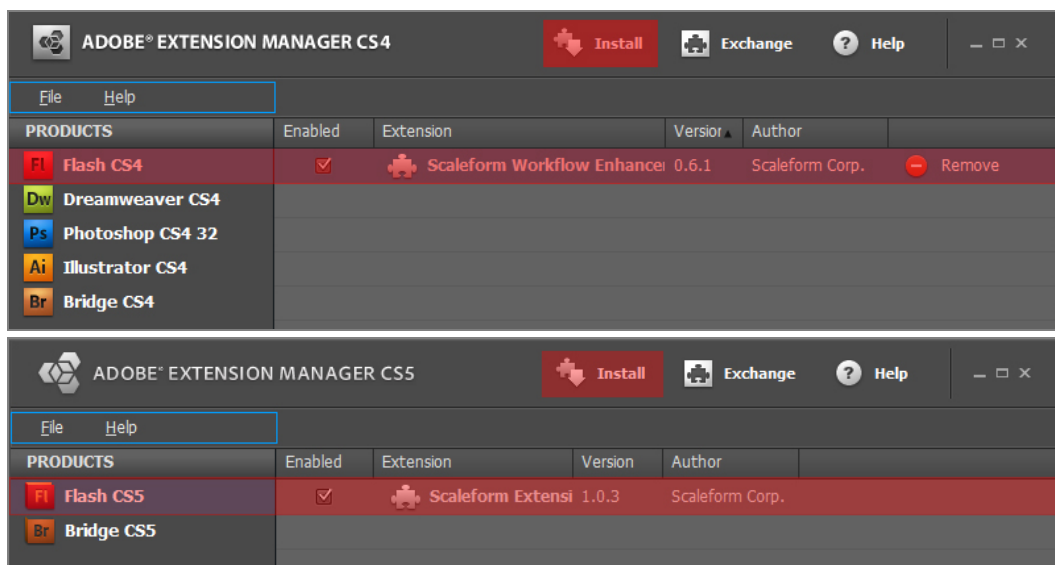 ADOBE® EXTENSION MANAGER CS4 Install Exchange ? Help
File Help
PRODUCTS Enabled Extension Version Author
Fl Flash CS4 Scaleform Workflow Enhancer 0.6.1 Scaleform Corp. Remove
Dw Dreamweaver CS4
Ps Photoshop CS4 32
Ai Illustrator CS4
Br Bridge CS4
ADOBE® EXTENSION MANAGER CS5 Install Exchange ? Help
File Help
PRODUCTS Enabled Extension Version Author
Fl Flash CS5 Scaleform Extensi 1.0.3 Scaleform Corp.
Br Bridge CS5